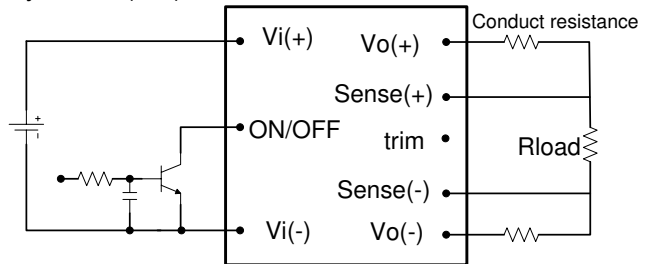 Conduct resistance
Vi(+)
Vo(+)
Sense(+)
ON/OFF
trim
Rload
Sense(-)
Vi(-)
Vo(-)
+
-